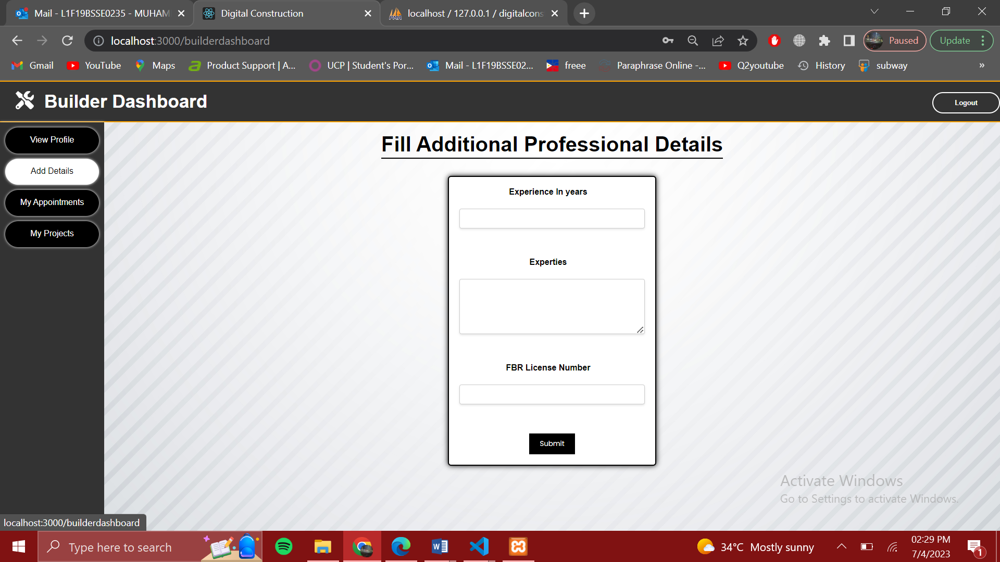 Mail - L1F19BSSE0235 - MUHAM
Digital Construction
localhost / 127.0.0.1 / digitalcons
localhost:3000/builderdashboard
Paused
Update
Gmail
YouTube
Maps
Product Support | A...
UCP | Student's Por...
Mail - L1F19BSSE02...
freee
Paraphrase Online -...
Q2youtube
History
subway
»
Builder Dashboard
Logout
View Profile
Add Details
My Appointments
My Projects
Fill Additional Professional Details
Experience In years
Experties
FBR License Number
Submit
Activate Windows
Go to Settings to activate Windows.
localhost:3000/builderdashboard
Type here to search
34°C Mostly sunny
02:29 PM
7/4/2023
1